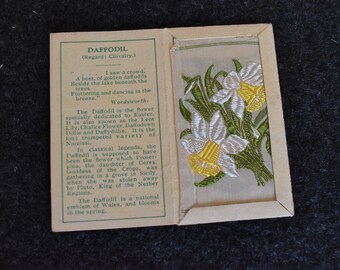 DAFFODIL
(Regard; Chivalry.)
. . . . I saw a crowd,
A host, of golden daffodils
Beside the lake beneath the
trees
Fluttering and dancing in the
breeze.
Wordsworth.
The Daffodil is the flower
specially dedicated to Easter.
It is also known as the Lent
Lily, Chalice Flower, Daffadown
Dillie and Daffydillie. It is the
best trumpeted variety of
Narcissi.
In classical legends, the
Daffodil is supposed to have
been the flower which Proser-
pine, the daughter of Ceres,
Goddess of the Crops, was
gathering in a grove in Sicily,
when she was stolen away
by Pluto, King of the Nether
Regions.
The Daffodil is a national
emblem of Wales, and blooms
in the spring.